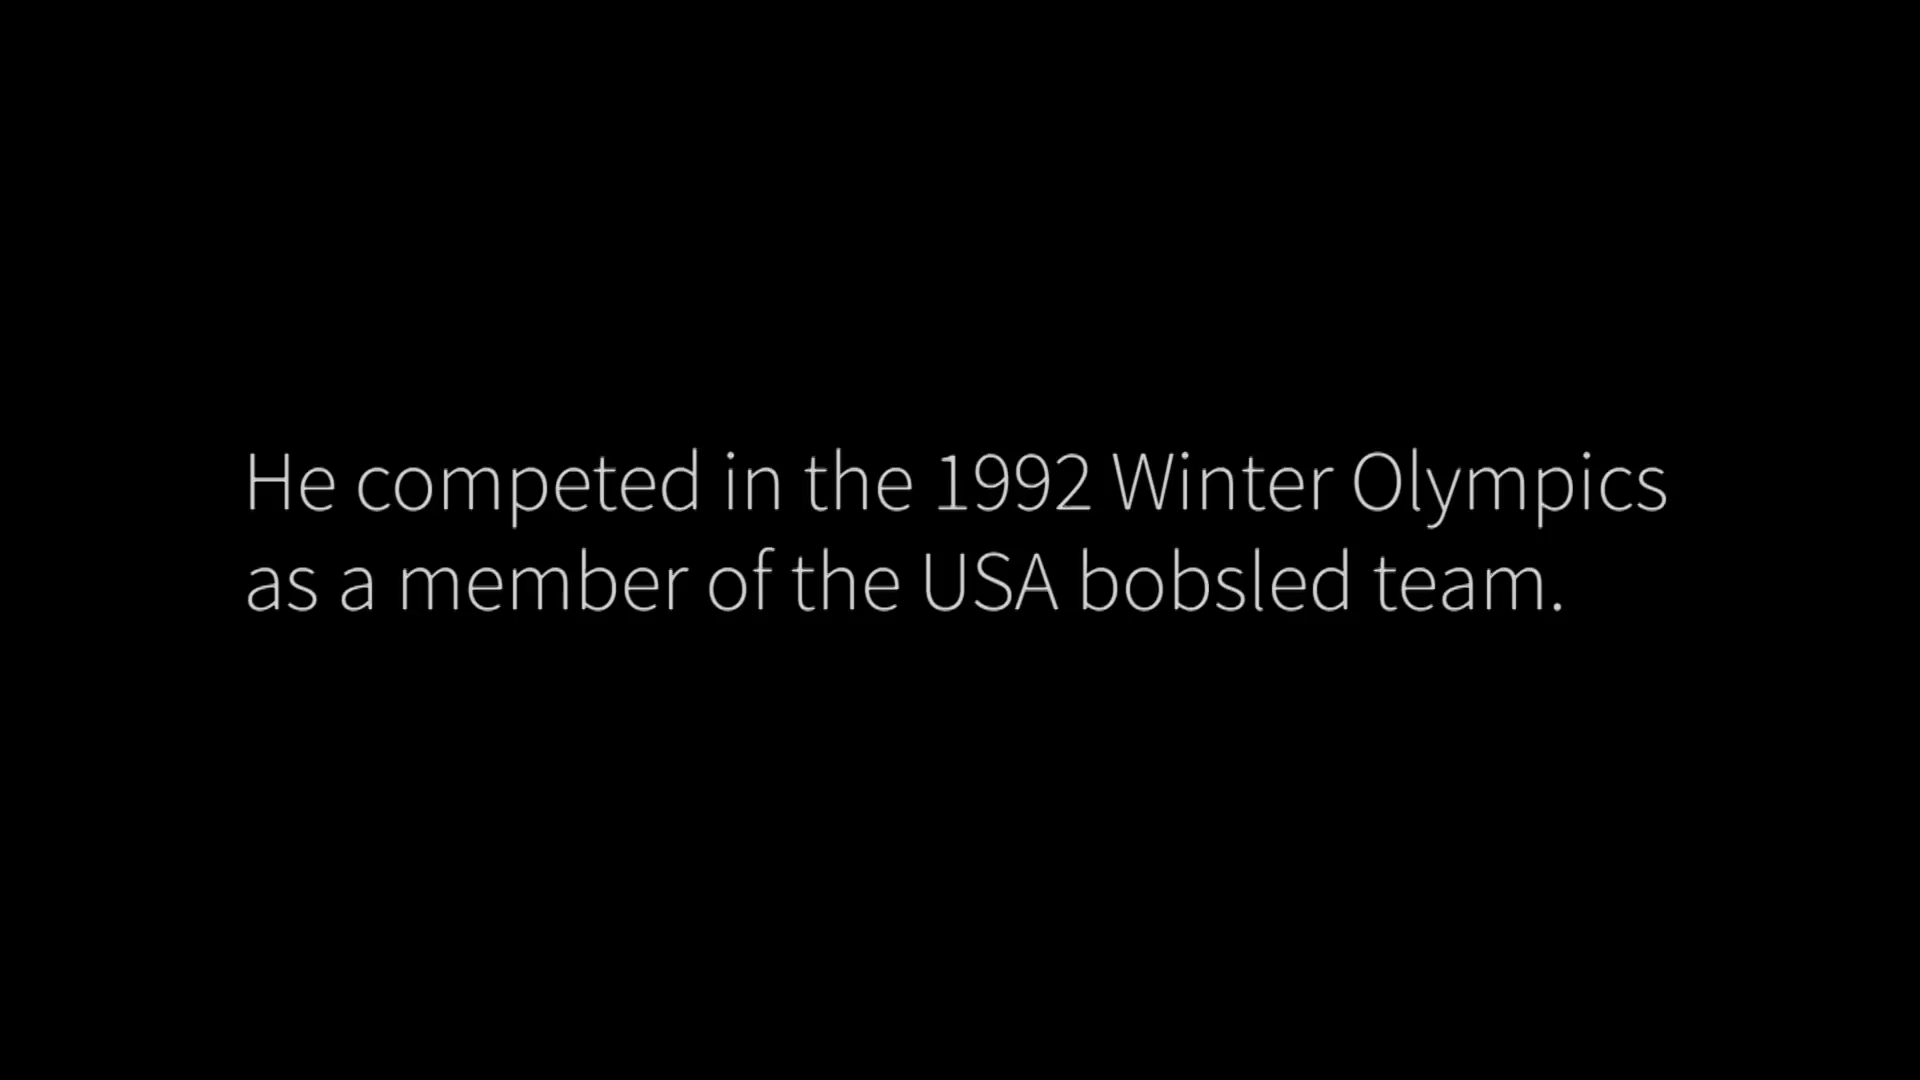 He competed in the 1992 Winter Olympics
as a member of the USA bobsled team.